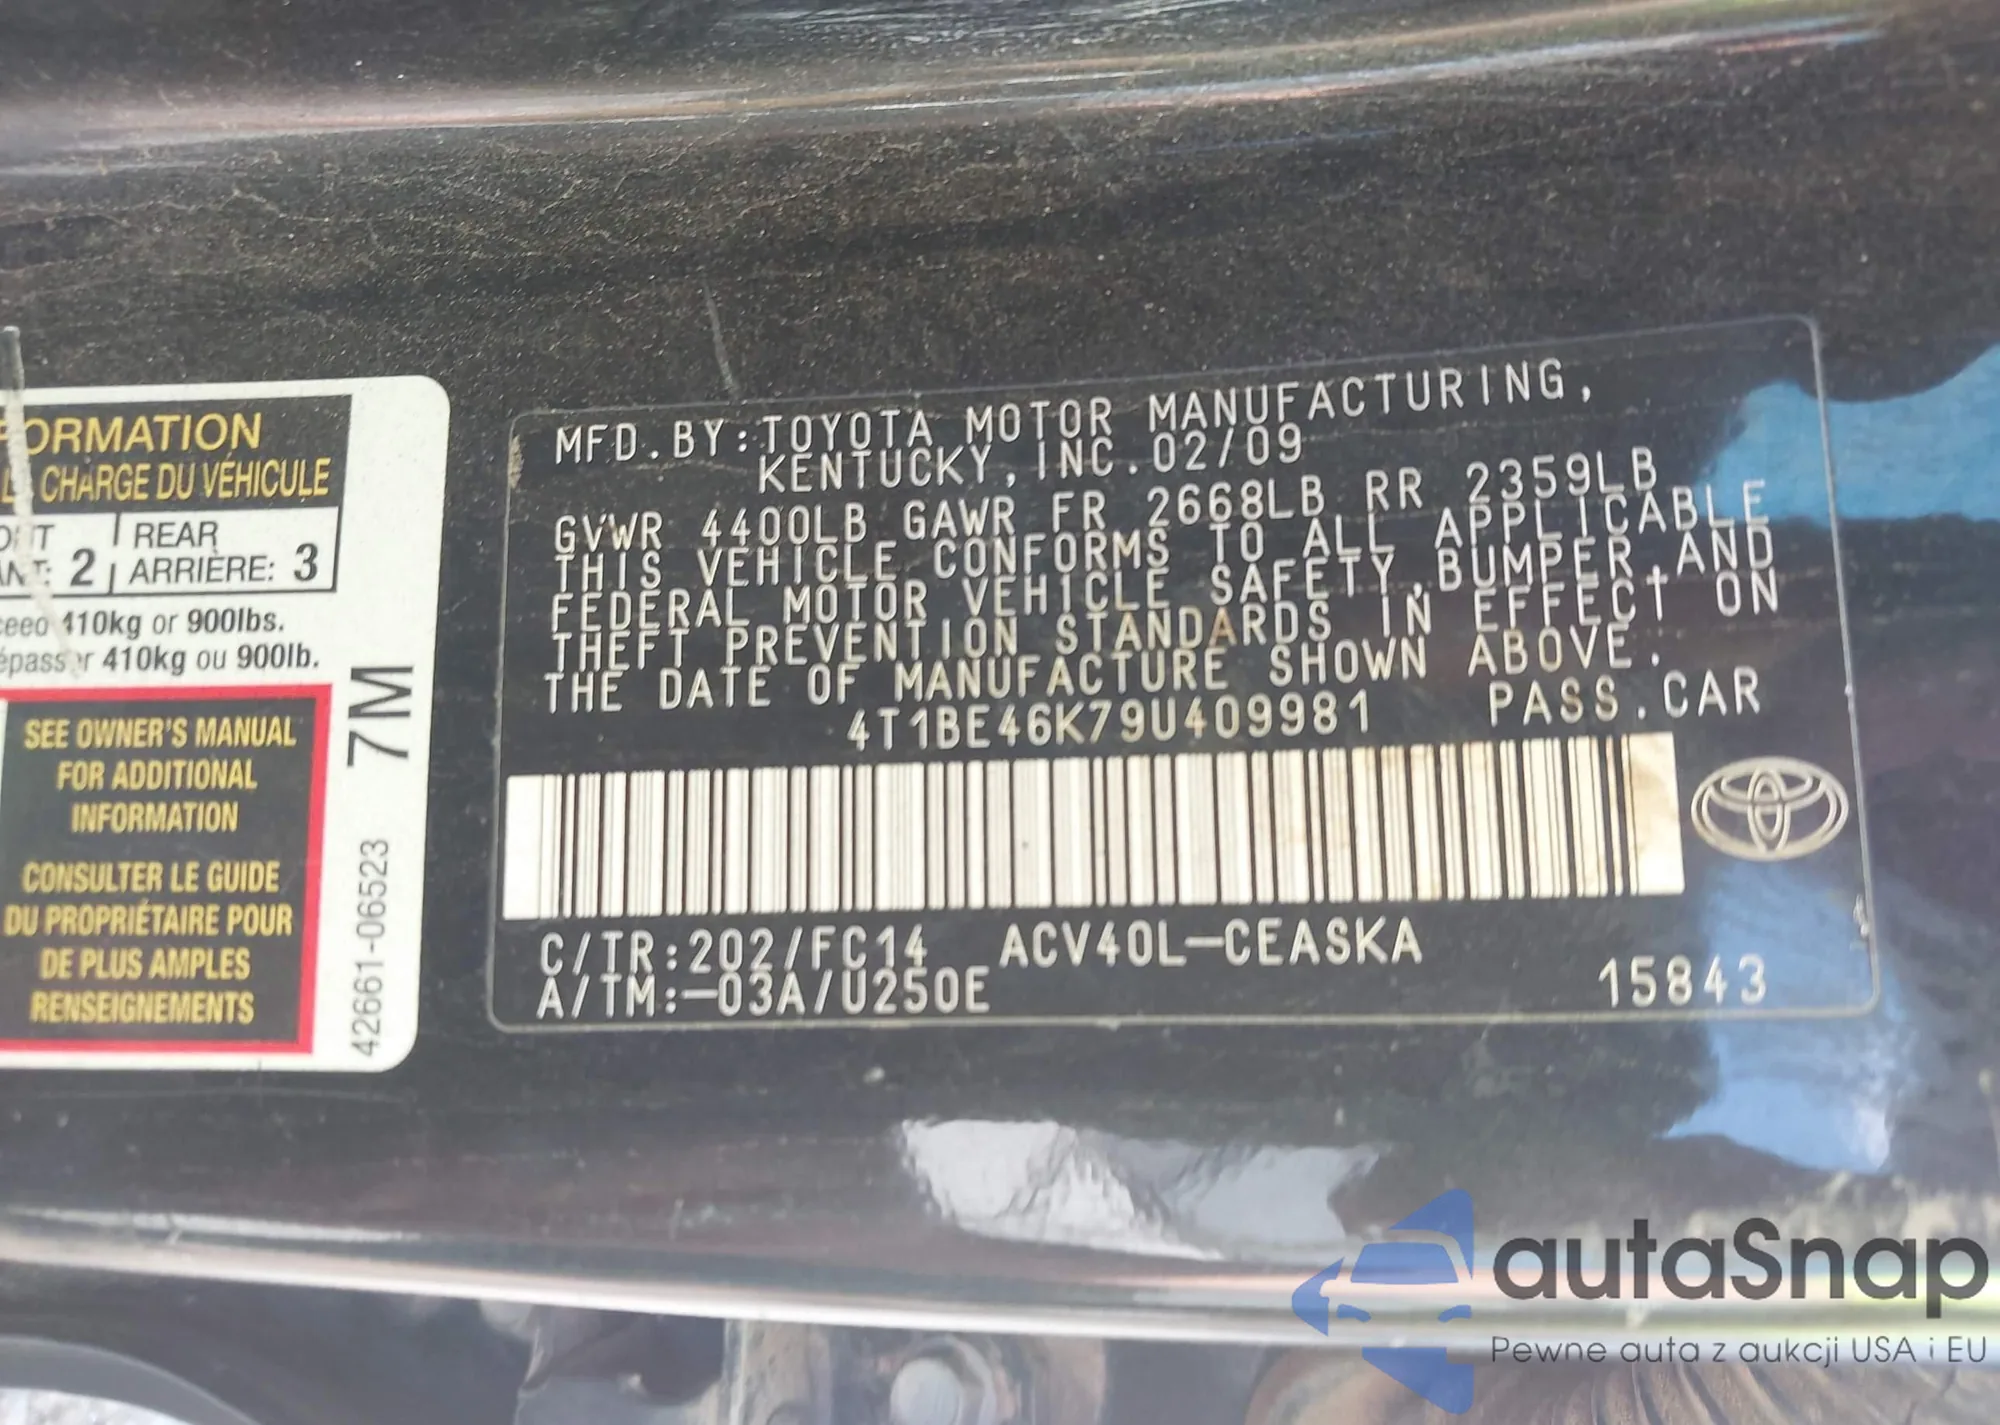 ORMATION
CHARGE DU VÉHICULE
REAR
2 ARRIÈRE: 3
410kg or 900lbs.
410kg ou 900lb.
SEE OWNER'S MANUAL
FOR ADDITIONAL
INFORMATION
CONSULTER LE GUIDE
DU PROPRIÉTAIRE POUR
DE PLUS AMPLES
RENSEIGNEMENTS
7M
42661-06523
MFD.BY:TOYOTA MOTOR MANUFACTURING,
KENTUCKY,INC.02/09
GVWR 4400LB GAWR FR 2668LB RR 2359LB
THIS VEHICLE CONFORMS TO ALL APPLICABLE
FEDERAL MOTOR VEHICLE SAFETY,BUMPER,AND
THEFT PREVENTION STANDARDS IN EFFECT ON
THE DATE OF MANUFACTURE SHOWN ABOVE.
4T1BE46K79U409981 PASS.CAR
C/TR:202/FC14 ACV40L-CEASKA
A/TM:-03A/U250E 15843
autaSnap
Pewne auta z aukcji USA i EU